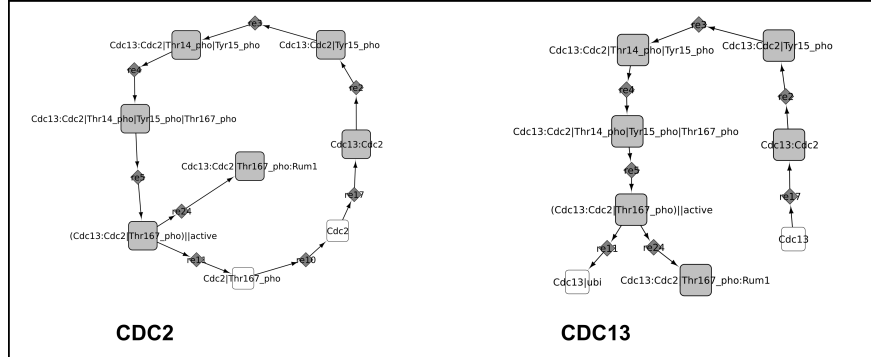 re3
Cdc13:Cdc2|Thr14_pho|Tyr15_pho
Cdc13:Cdc2|Tyr15_pho
re4
re2
Cdc13:Cdc2|Thr14_pho|Tyr15_pho|Thr167_pho
Cdc13:Cdc2
re5
Cdc13:Cdc2|Thr167_pho:Rum1
re24
re17
(Cdc13:Cdc2|Thr167_pho)||active
Cdc2
re11
re10
Cdc2|Thr167_pho
CDC2
re3
Cdc13:Cdc2|Thr14_pho|Tyr15_pho
Cdc13:Cdc2|Tyr15_pho
re4
re2
Cdc13:Cdc2|Thr14_pho|Tyr15_pho|Thr167_pho
Cdc13:Cdc2
re5
re17
(Cdc13:Cdc2|Thr167_pho)||active
Cdc13
re11
re24
Cdc13|ubi
Cdc13:Cdc2|Thr167_pho:Rum1
CDC13